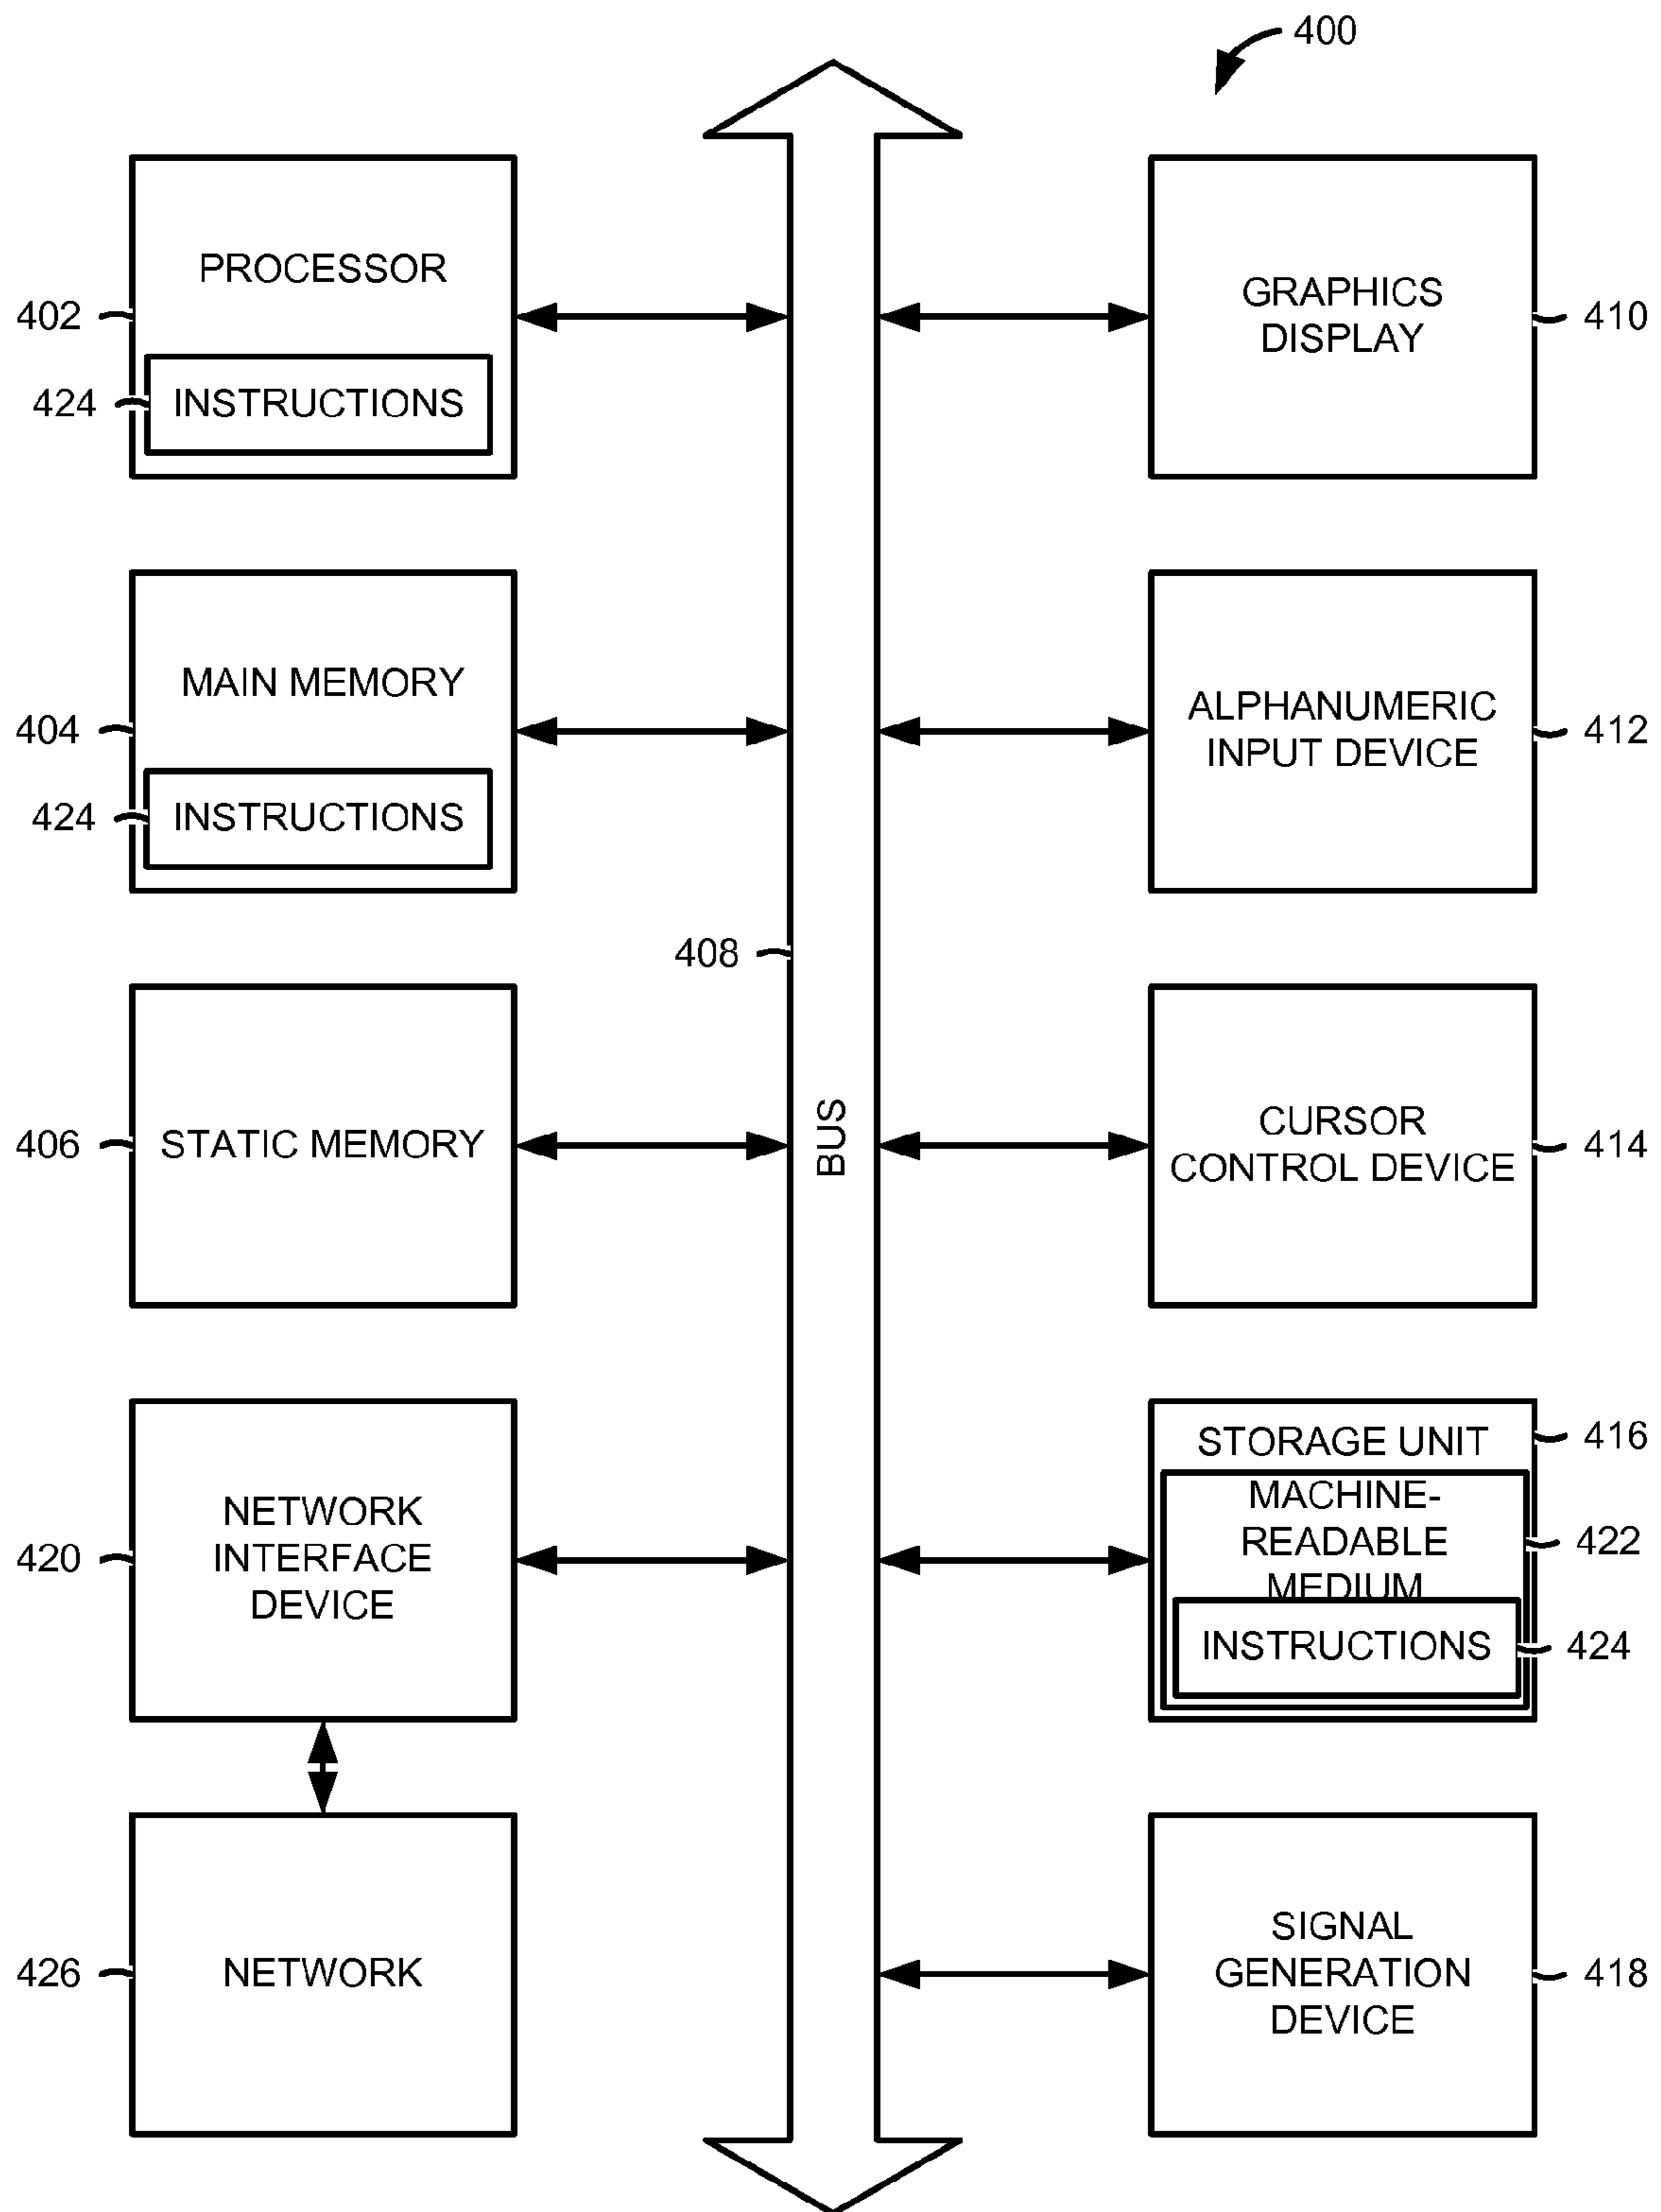 400
PROCESSOR
402
424
INSTRUCTIONS
GRAPHICS
DISPLAY
410
MAIN MEMORY
404
424
INSTRUCTIONS
ALPHANUMERIC
INPUT DEVICE
412
408
BUS
406
STATIC MEMORY
CURSOR
CONTROL DEVICE
414
420
NETWORK
INTERFACE
DEVICE
STORAGE UNIT
416
MACHINE-
READABLE
MEDIUM
422
INSTRUCTIONS
424
426
NETWORK
SIGNAL
GENERATION
DEVICE
418